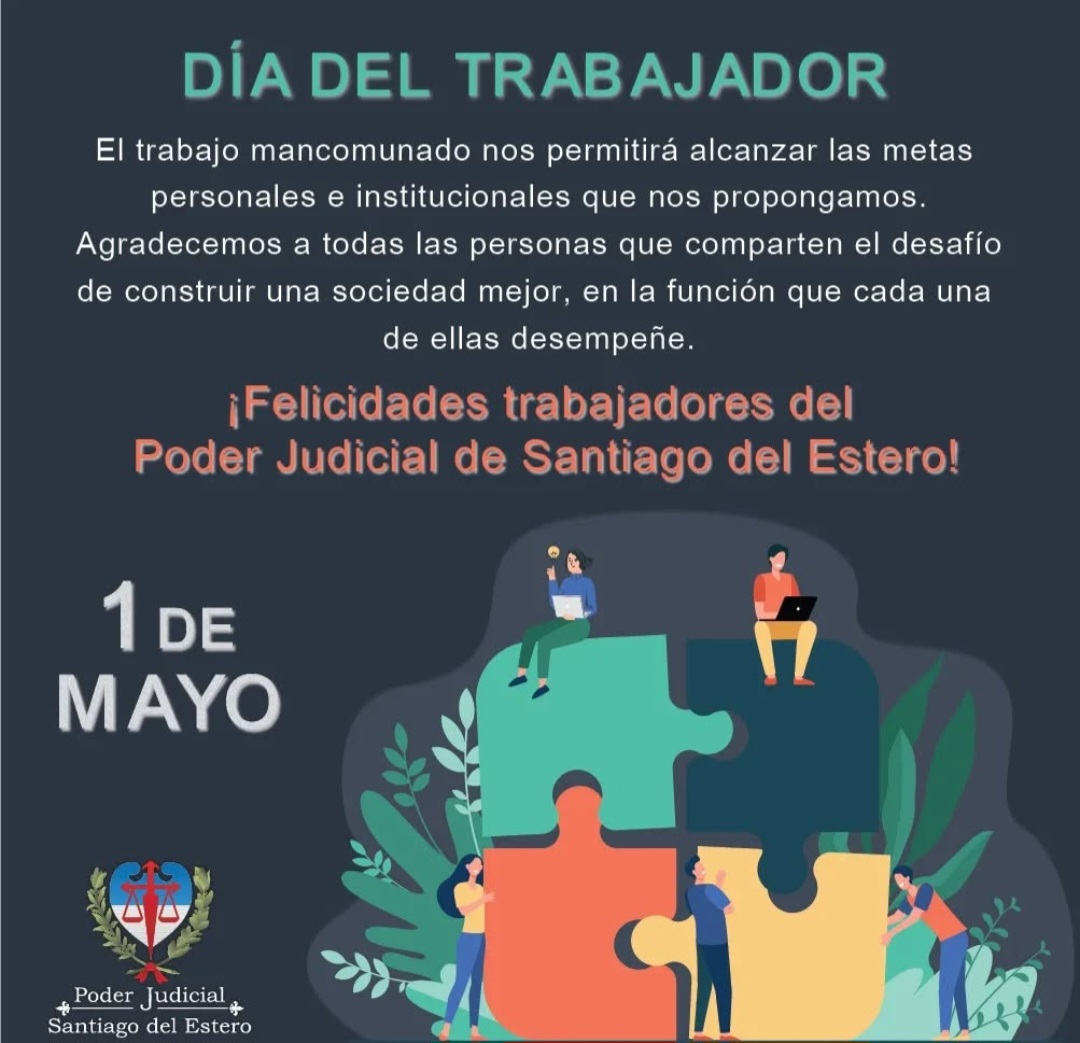 DÍA DEL TRABAJADOR
El trabajo mancomunado nos permitirá alcanzar las metas
personales e institucionales que nos propongamos.
Agradecemos a todas las personas que comparten el desafío
de construir una sociedad mejor, en la función que cada una
de ellas desempeñe.
¡Felicidades trabajadores del
Poder Judicial de Santiago del Estero!
1 DE
MAYO
Poder Judicial
Santiago del Estero